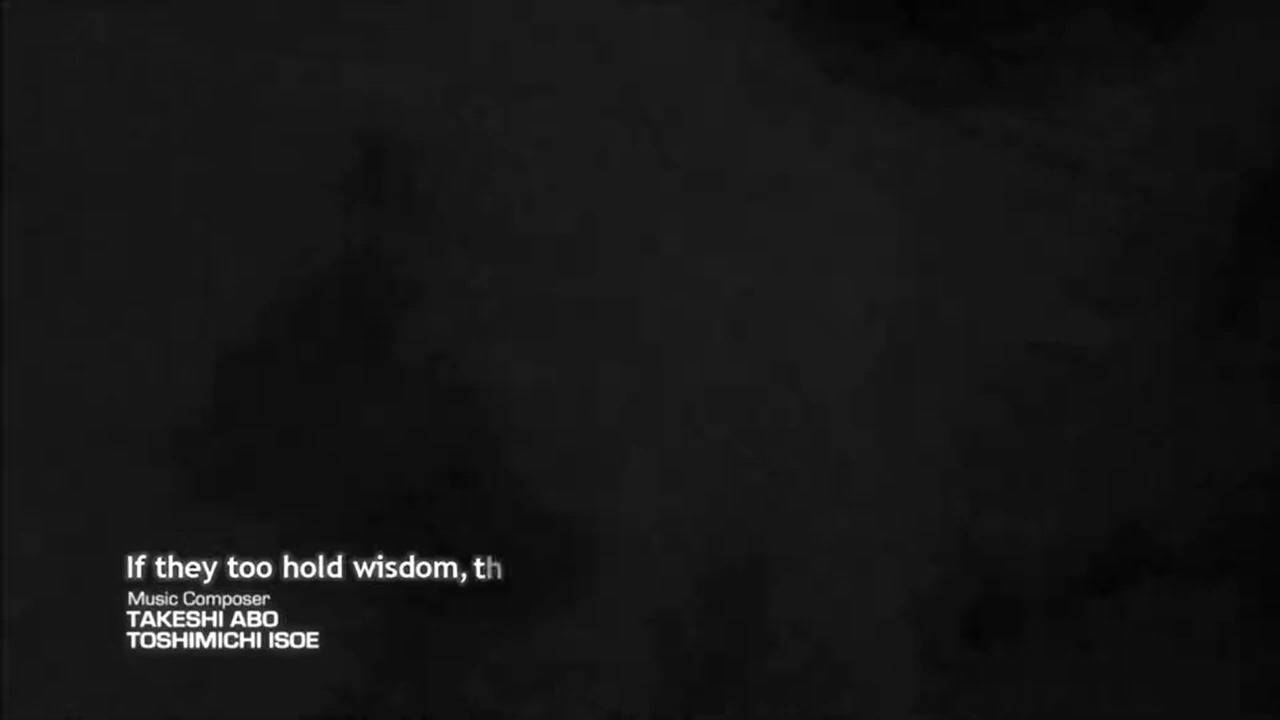 If they too hold wisdom, th
Music Composer
TAKESHI ABO
TOSHIMICHI ISOE